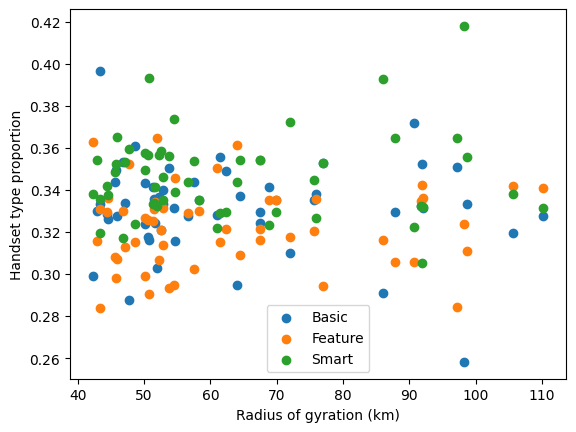 Handset type proportion
0.42
0.40
0.38
0.36
0.34
0.32
0.30
0.28
0.26
Basic
Feature
Smart
40 50 60 70 80 90 100 110
Radius of gyration (km)